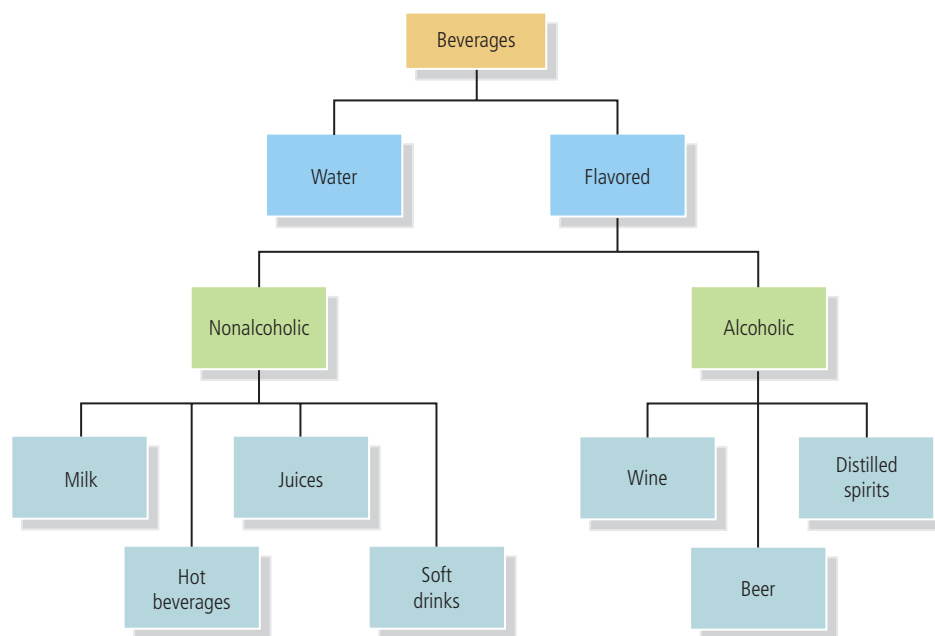 Beverages
Water
Flavored
Nonalcoholic
Alcoholic
Milk
Juices
Wine
Distilled
spirits
Hot
beverages
Soft
drinks
Beer